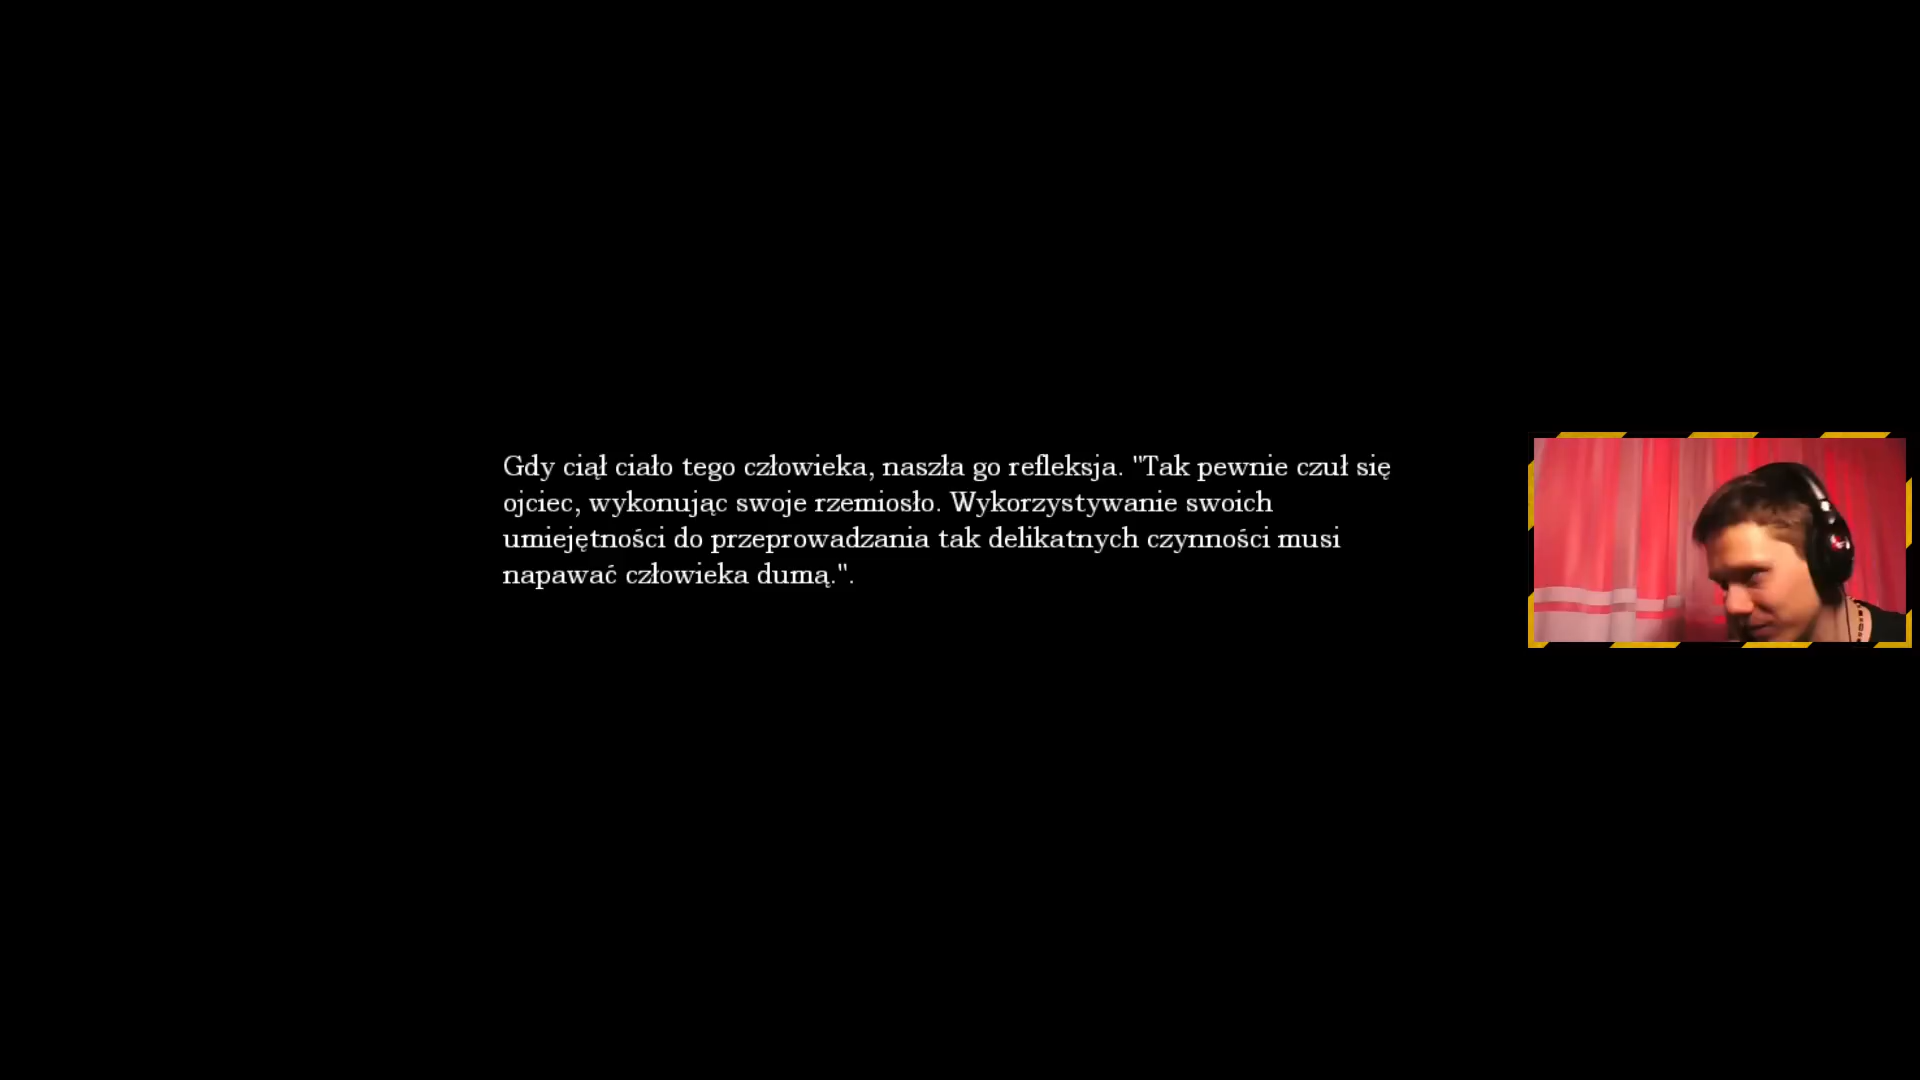 Gdy ciął ciało tego człowieka, naszła go refleksja. "Tak pewnie czuł się
ojciec, wykonując swoje rzemiosło. Wykorzystywanie swoich
umiejętności do przeprowadzania tak delikatnych czynności musi
napawać człowieka dumą.".